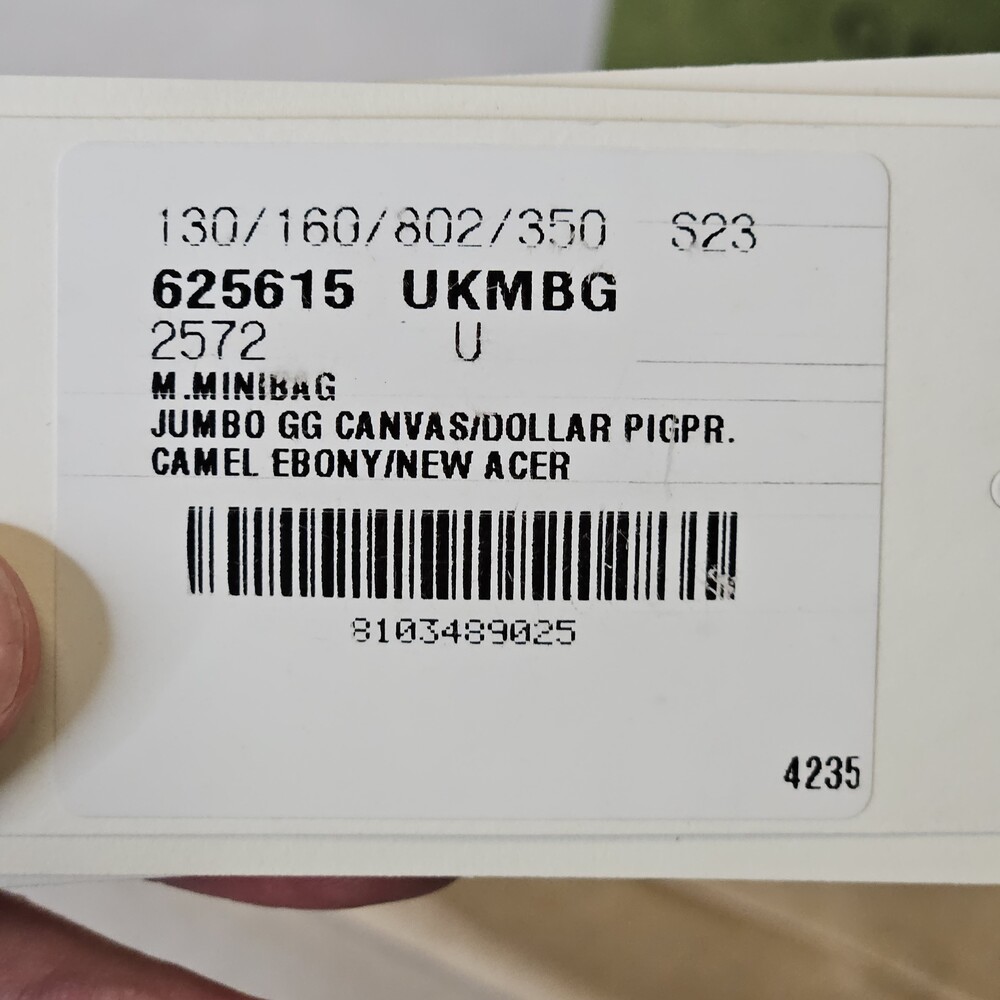 130/160/802/350 S23
625615 UKMBG
2572 U
M.MINIBAG
JUMBO GG CANVAS/DOLLAR PIGPR.
CAMEL EBONY/NEW ACER
8103489025
4235